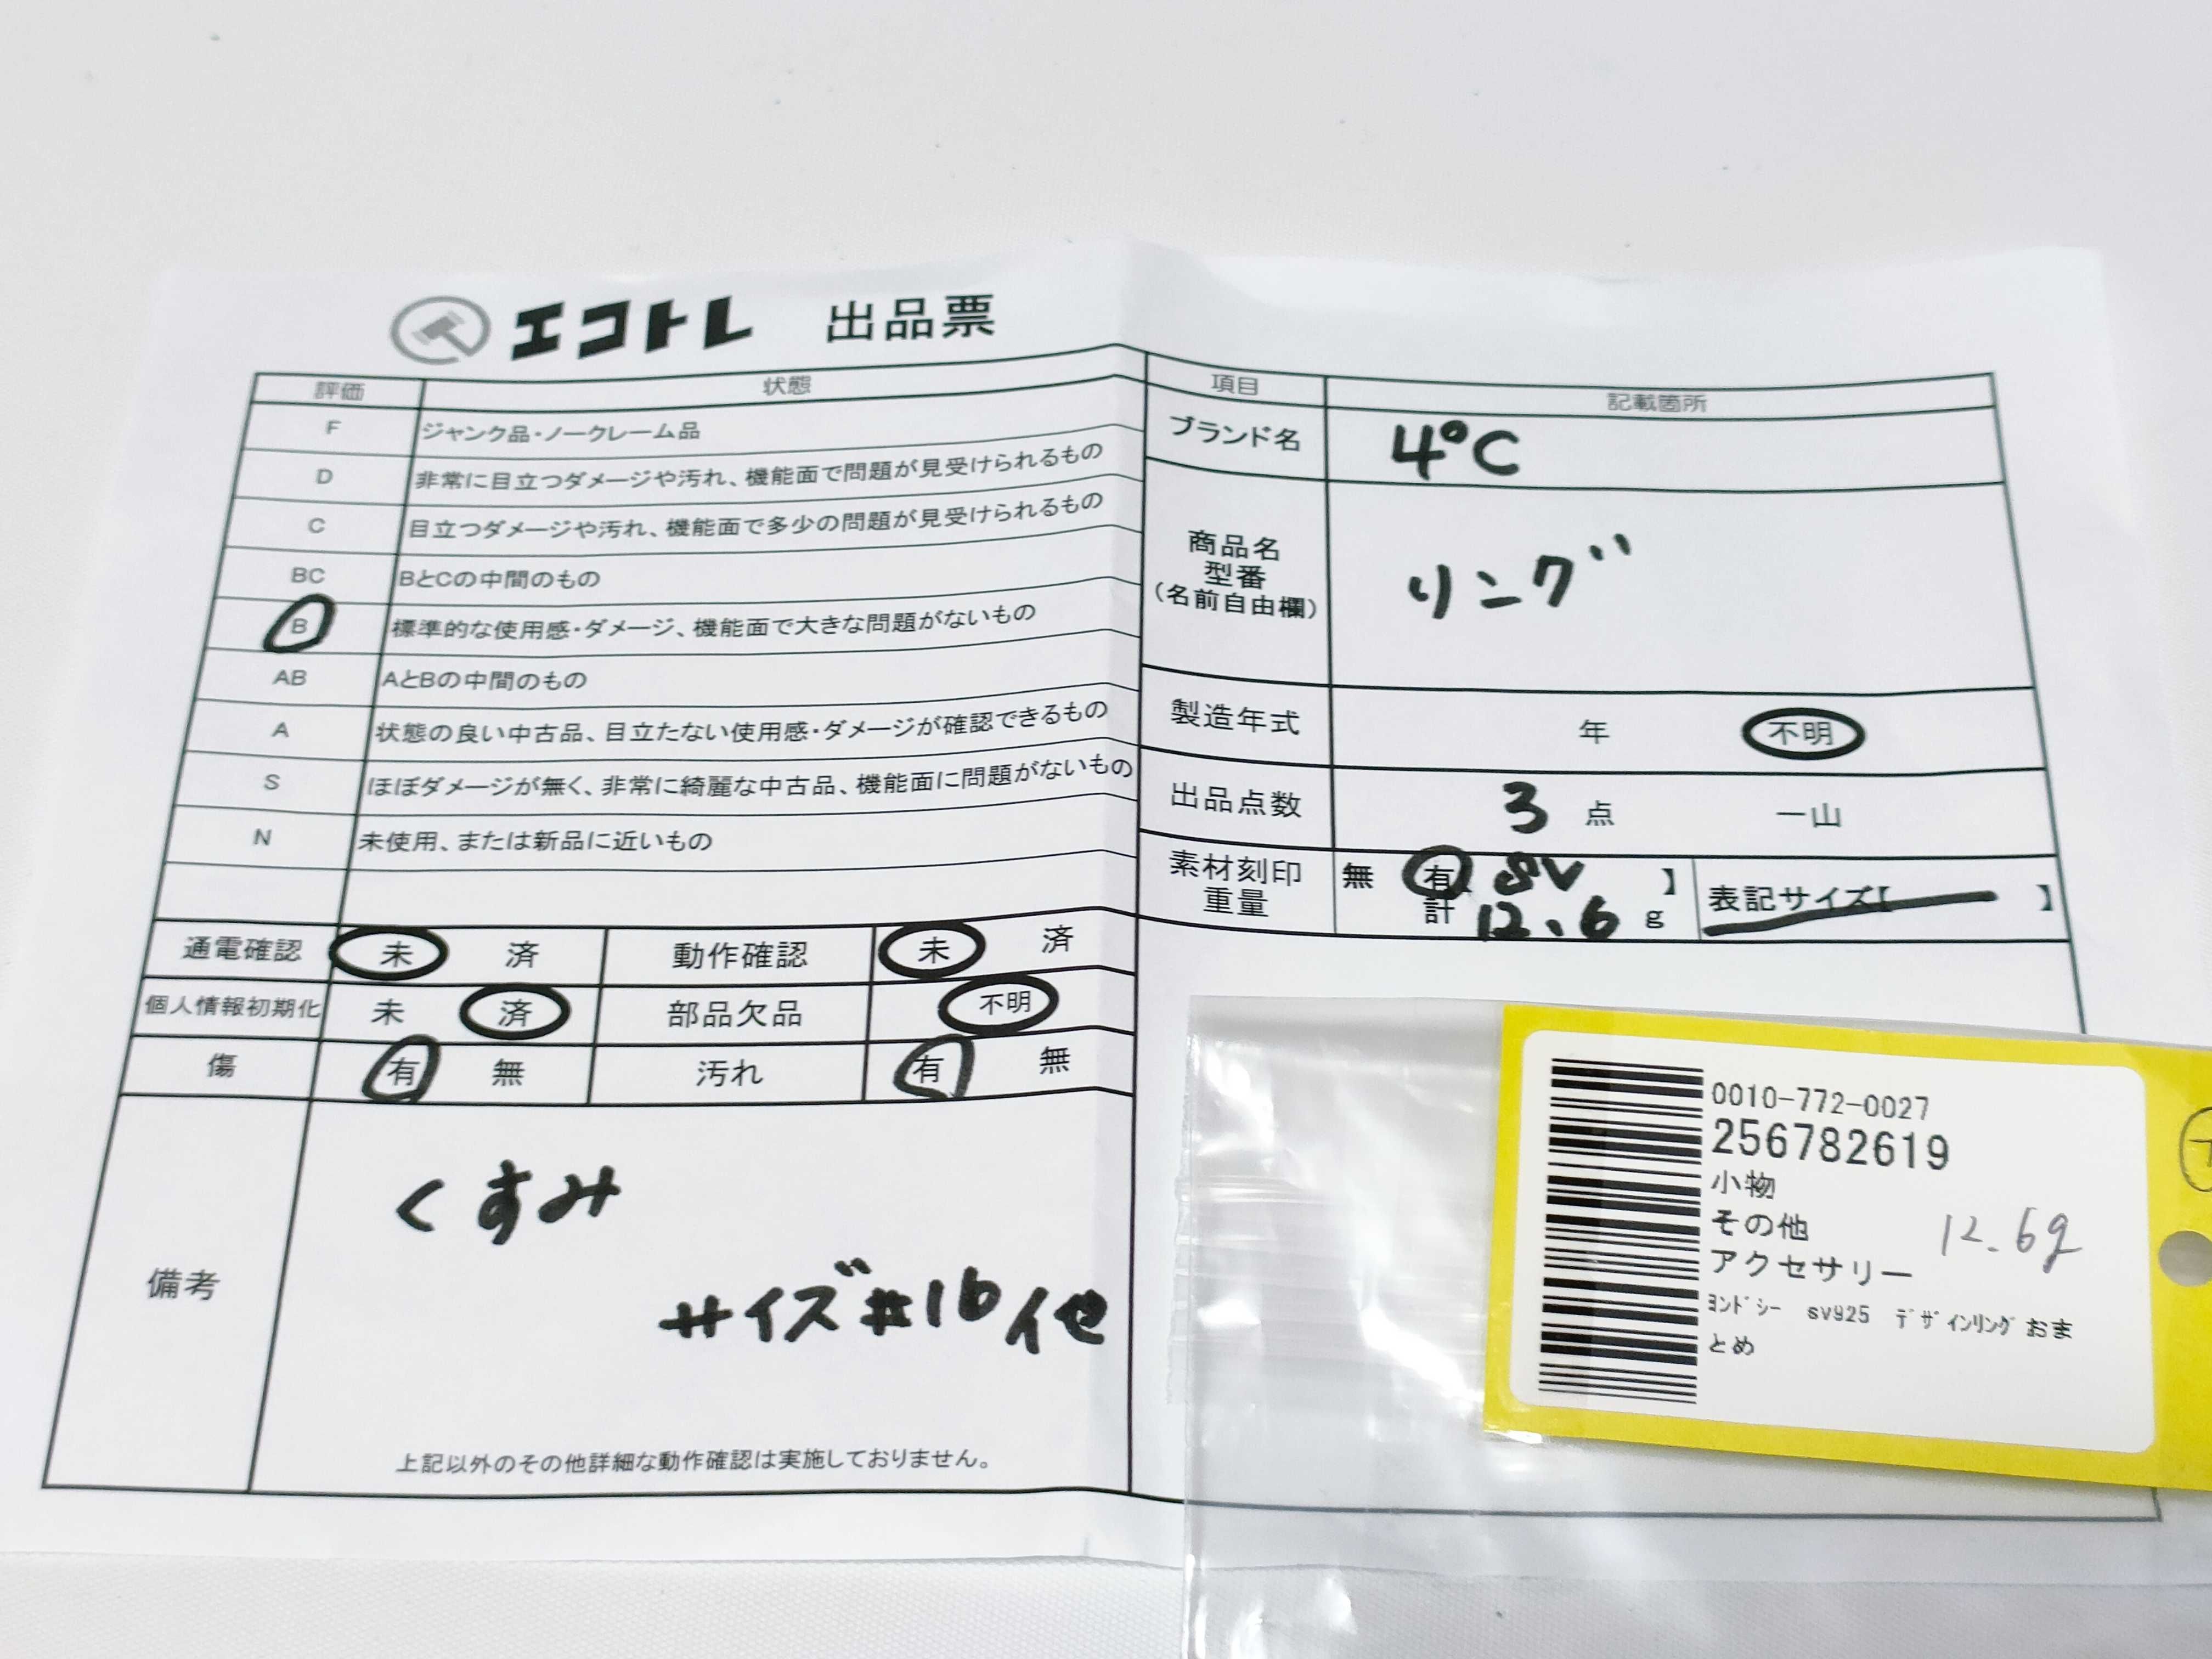 エコトレ 出品票
評価 状態
F ジャンク品・ノークレーム品
D 非常に目立つダメージや汚れ、機能面で問題が見受けられるもの
C 目立つダメージや汚れ、機能面で多少の問題が見受けられるもの
BC BとCの中間のもの
B 標準的な使用感・ダメージ、機能面で大きな問題がないもの
AB AとBの中間のもの
A 状態の良い中古品、目立たない使用感・ダメージが確認できるもの
S ほぼダメージが無く、非常に綺麗な中古品、機能面に問題がないもの
N 未使用、または新品に近いもの
通電確認 未 済 動作確認 未 済
個人情報初期化 未 済 部品欠品 不明
傷 有 無 汚れ 有 無
備考
くすみ
サイズ#16他
上記以外のその他詳細な動作確認は実施しておりません。
項目 記載箇所
ブランド名 4℃
商品名
型番
(名前自由欄)
リング
製造年式 年 不明
出品点数 3 点 一山
素材刻印
重量
無 有 SV 】
計 12.6 g
表記サイズ【 】
0010-772-0027
256782619
小物
その他
アクセサリー
12.6g
ﾖﾝﾄﾞｼｰ sv925 ﾃﾞｻﾞｲﾝﾘﾝｸﾞおま
とめ